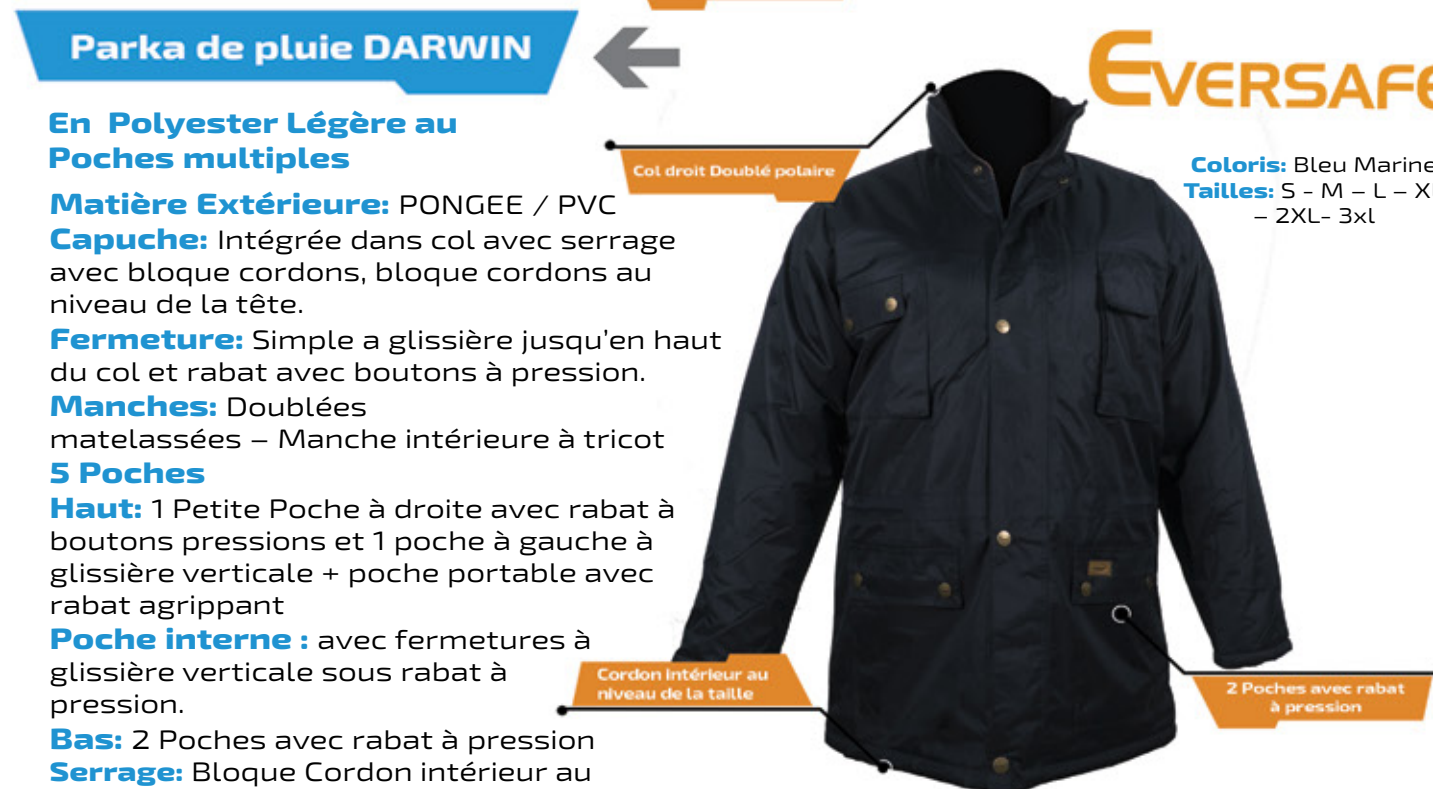 Parka de pluie DARWIN
EVERSAFE
En Polyester Légère au
Poches multiples
Matière Extérieure: PONGEE / PVC
Capuche: Intégrée dans col avec serrage
avec bloque cordons, bloque cordons au
niveau de la tête.
Fermeture: Simple a glissière jusqu’en haut
du col et rabat avec boutons à pression.
Manches: Doublées
matelassées – Manche intérieure à tricot
5 Poches
Haut: 1 Petite Poche à droite avec rabat à
boutons pressions et 1 poche à gauche à
glissière verticale + poche portable avec
rabat agrippant
Poche interne : avec fermetures à
glissière verticale sous rabat à
pression.
Bas: 2 Poches avec rabat à pression
Serrage: Bloque Cordon intérieur au
Col droit Doublé polaire
Coloris: Bleu Marine
Tailles: S - M – L – XL
– 2XL- 3xl
Cordon intérieur au
niveau de la taille
2 Poches avec rabat
à pression